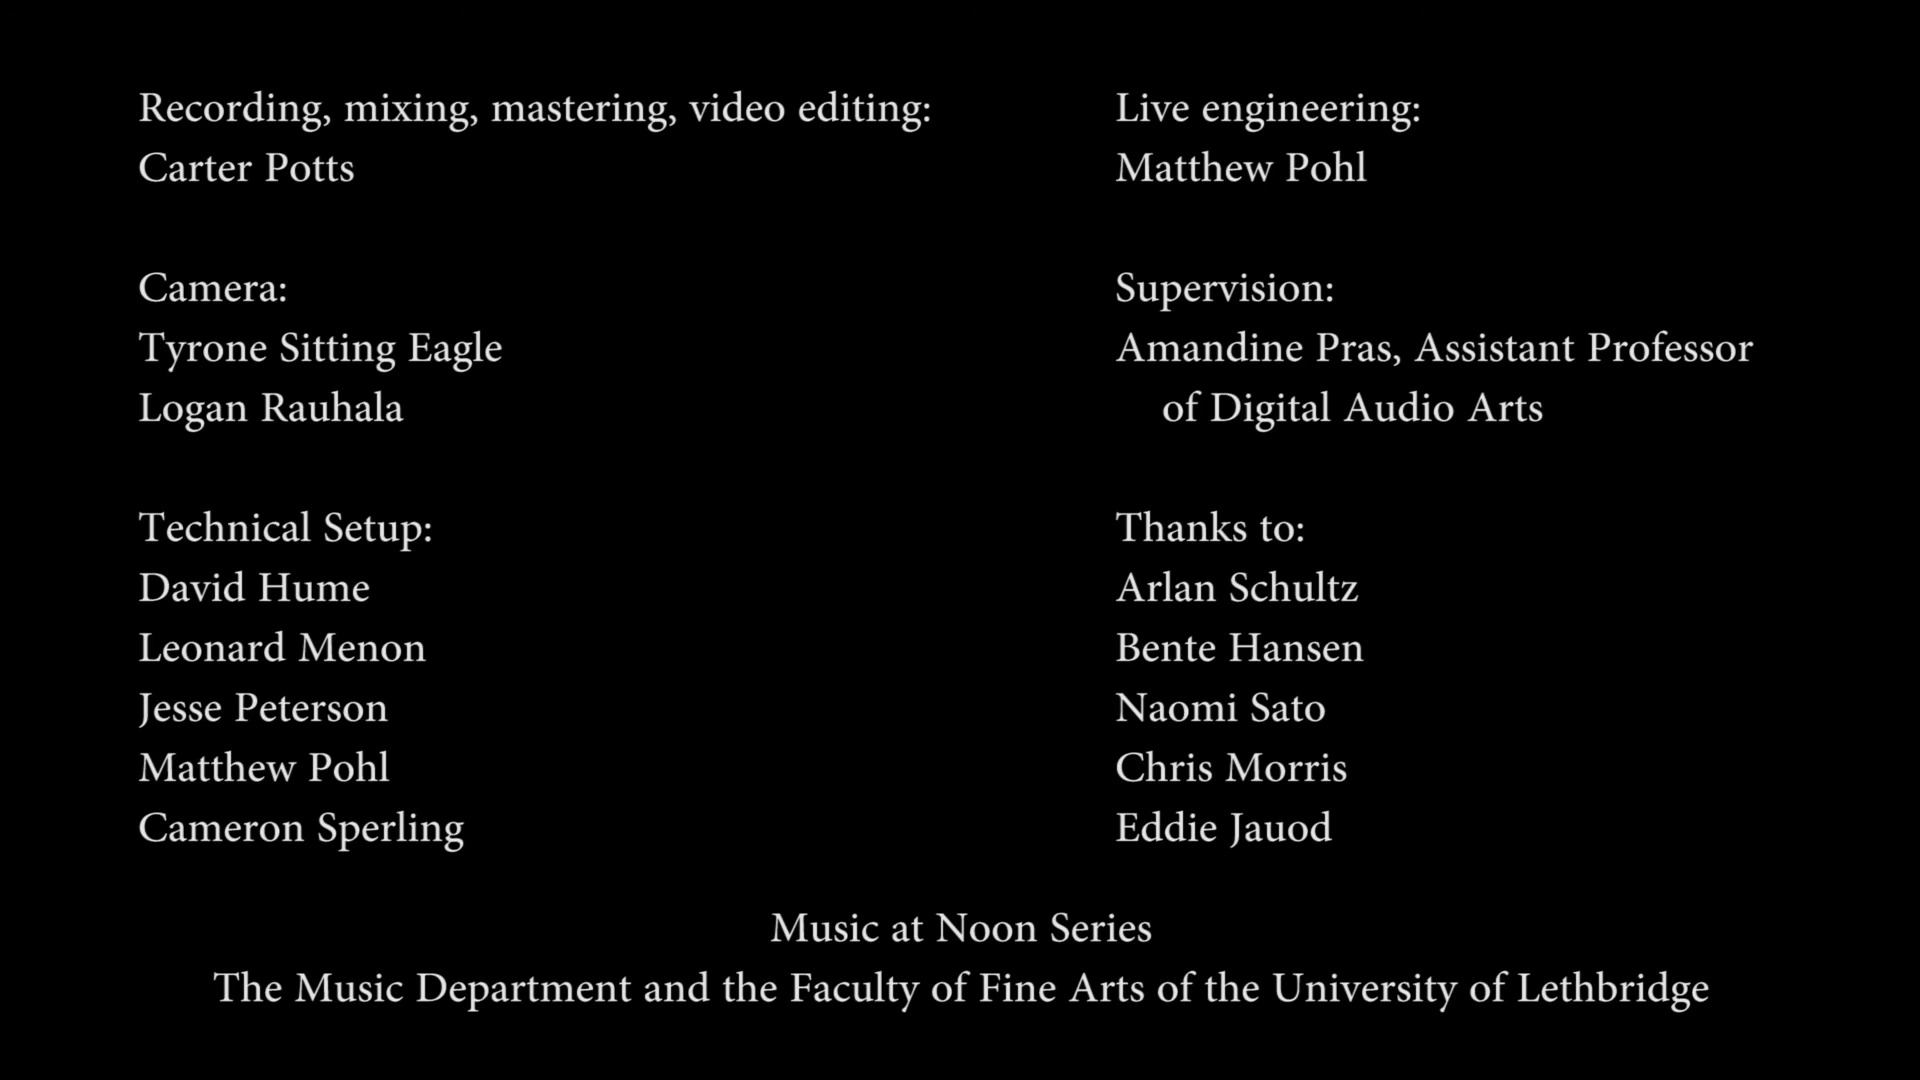 Recording, mixing, mastering, video editing:
Carter Potts
Camera:
Tyrone Sitting Eagle
Logan Rauhala
Technical Setup:
David Hume
Leonard Menon
Jesse Peterson
Matthew Pohl
Cameron Sperling
Live engineering:
Matthew Pohl
Supervision:
Amandine Pras, Assistant Professor
of Digital Audio Arts
Thanks to:
Arlan Schultz
Bente Hansen
Naomi Sato
Chris Morris
Eddie Jauod
Music at Noon Series
The Music Department and the Faculty of Fine Arts of the University of Lethbridge